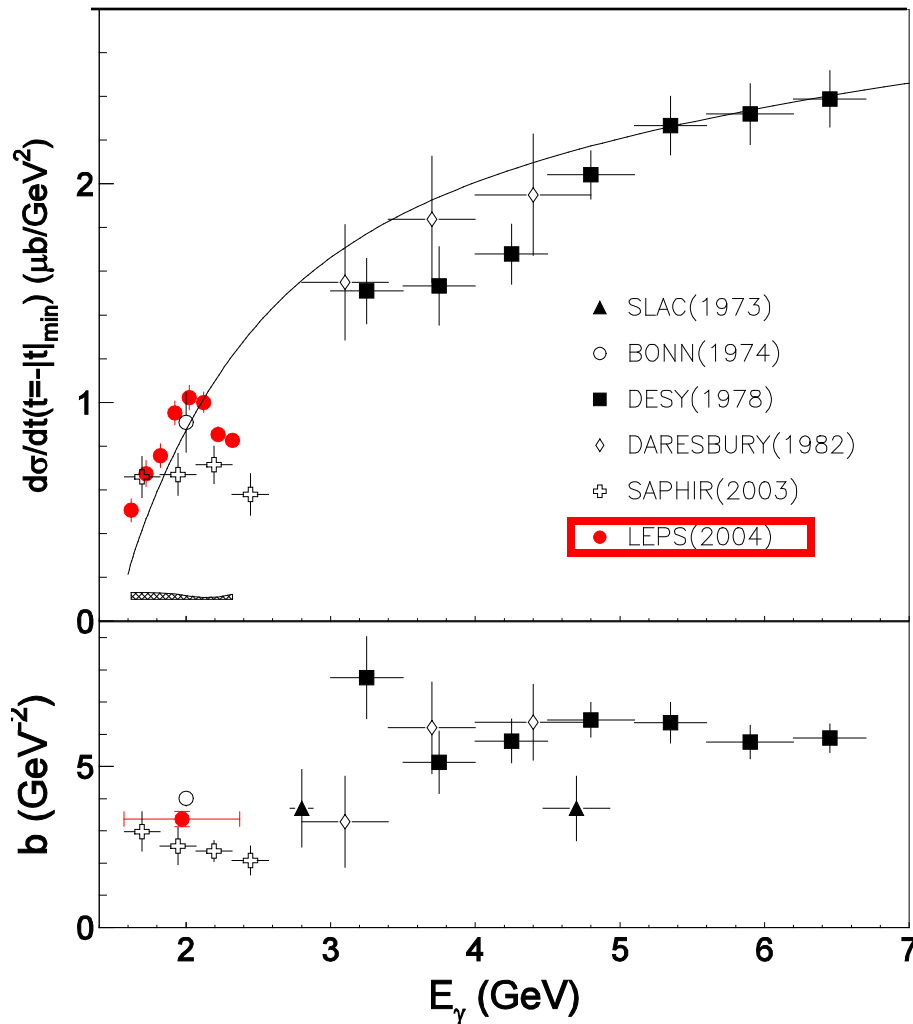 dσ/dt(t=-|t|min) (μb/GeV2)
2
1
0
SLAC(1973)
BONN(1974)
DESY(1978)
DARESBURY(1982)
SAPHIR(2003)
LEPS(2004)
b (GeV-2)
5
0
2
3
4
5
6
7
Eγ (GeV)